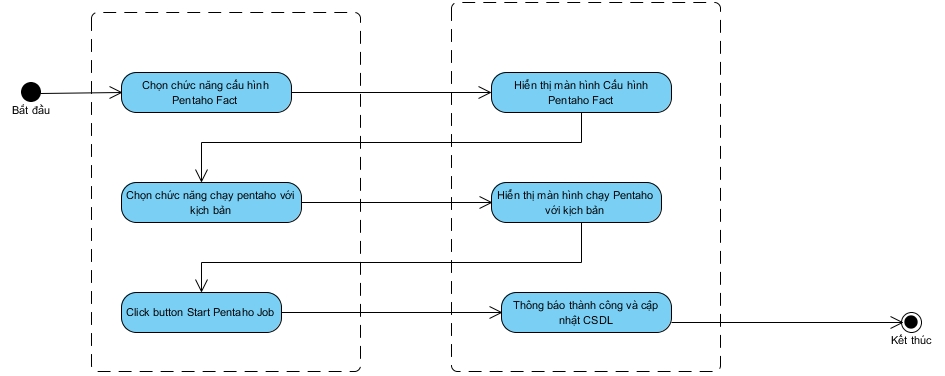 Bắt đầu
Chọn chức năng cấu hình
Pentaho Fact
Hiển thị màn hình Cấu hình
Pentaho Fact
Chọn chức năng chạy pentaho với
kịch bản
Hiển thị màn hình chạy Pentaho
với kịch bản
Click button Start Pentaho Job
Thông báo thành công và cập
nhật CSDL
Kết thúc